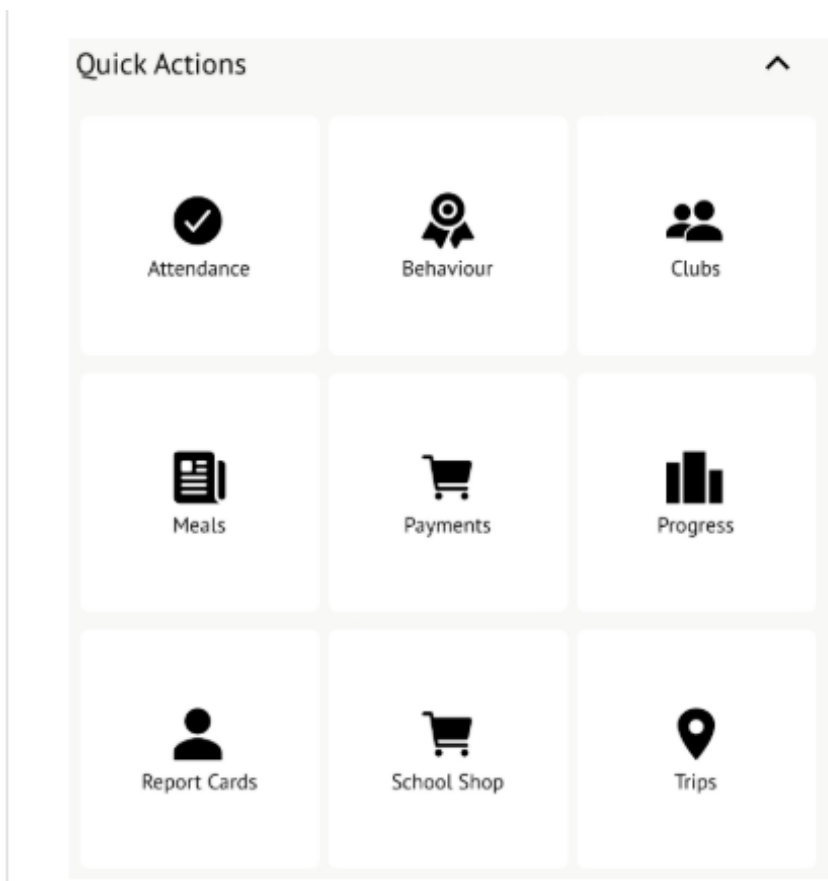 Quick Actions
Attendance
Behaviour
Clubs
Meals
Payments
Progress
Report Cards
School Shop
Trips